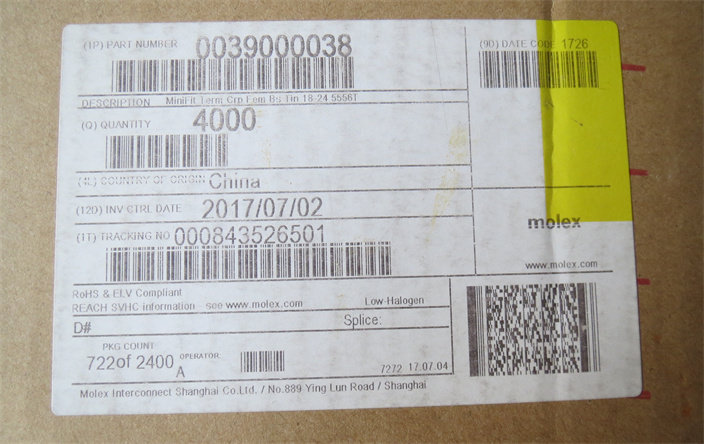 (1P) PART NUMBER 0039000038
(9D) DATE CODE 1726
DESCRIPTION MiniFit Term Crp Fem Bs Tin 18-24 5556T
(Q) QUANTITY 4000
(4L) COUNTRY OF ORIGIN China
(12D) INV CTRL DATE 2017/07/02
molex
(1T) TRACKING NO 000843526501
www.molex.com
RoHS & ELV Compliant
REACH SVHC information see www.molex.com Low-Halogen
D# Splice:
PKG COUNT
722of 2400 OPERATOR
A
7272 17.07.04
Molex Interconnect Shanghai Co.Ltd. / No.889 Ying Lun Road / Shanghai